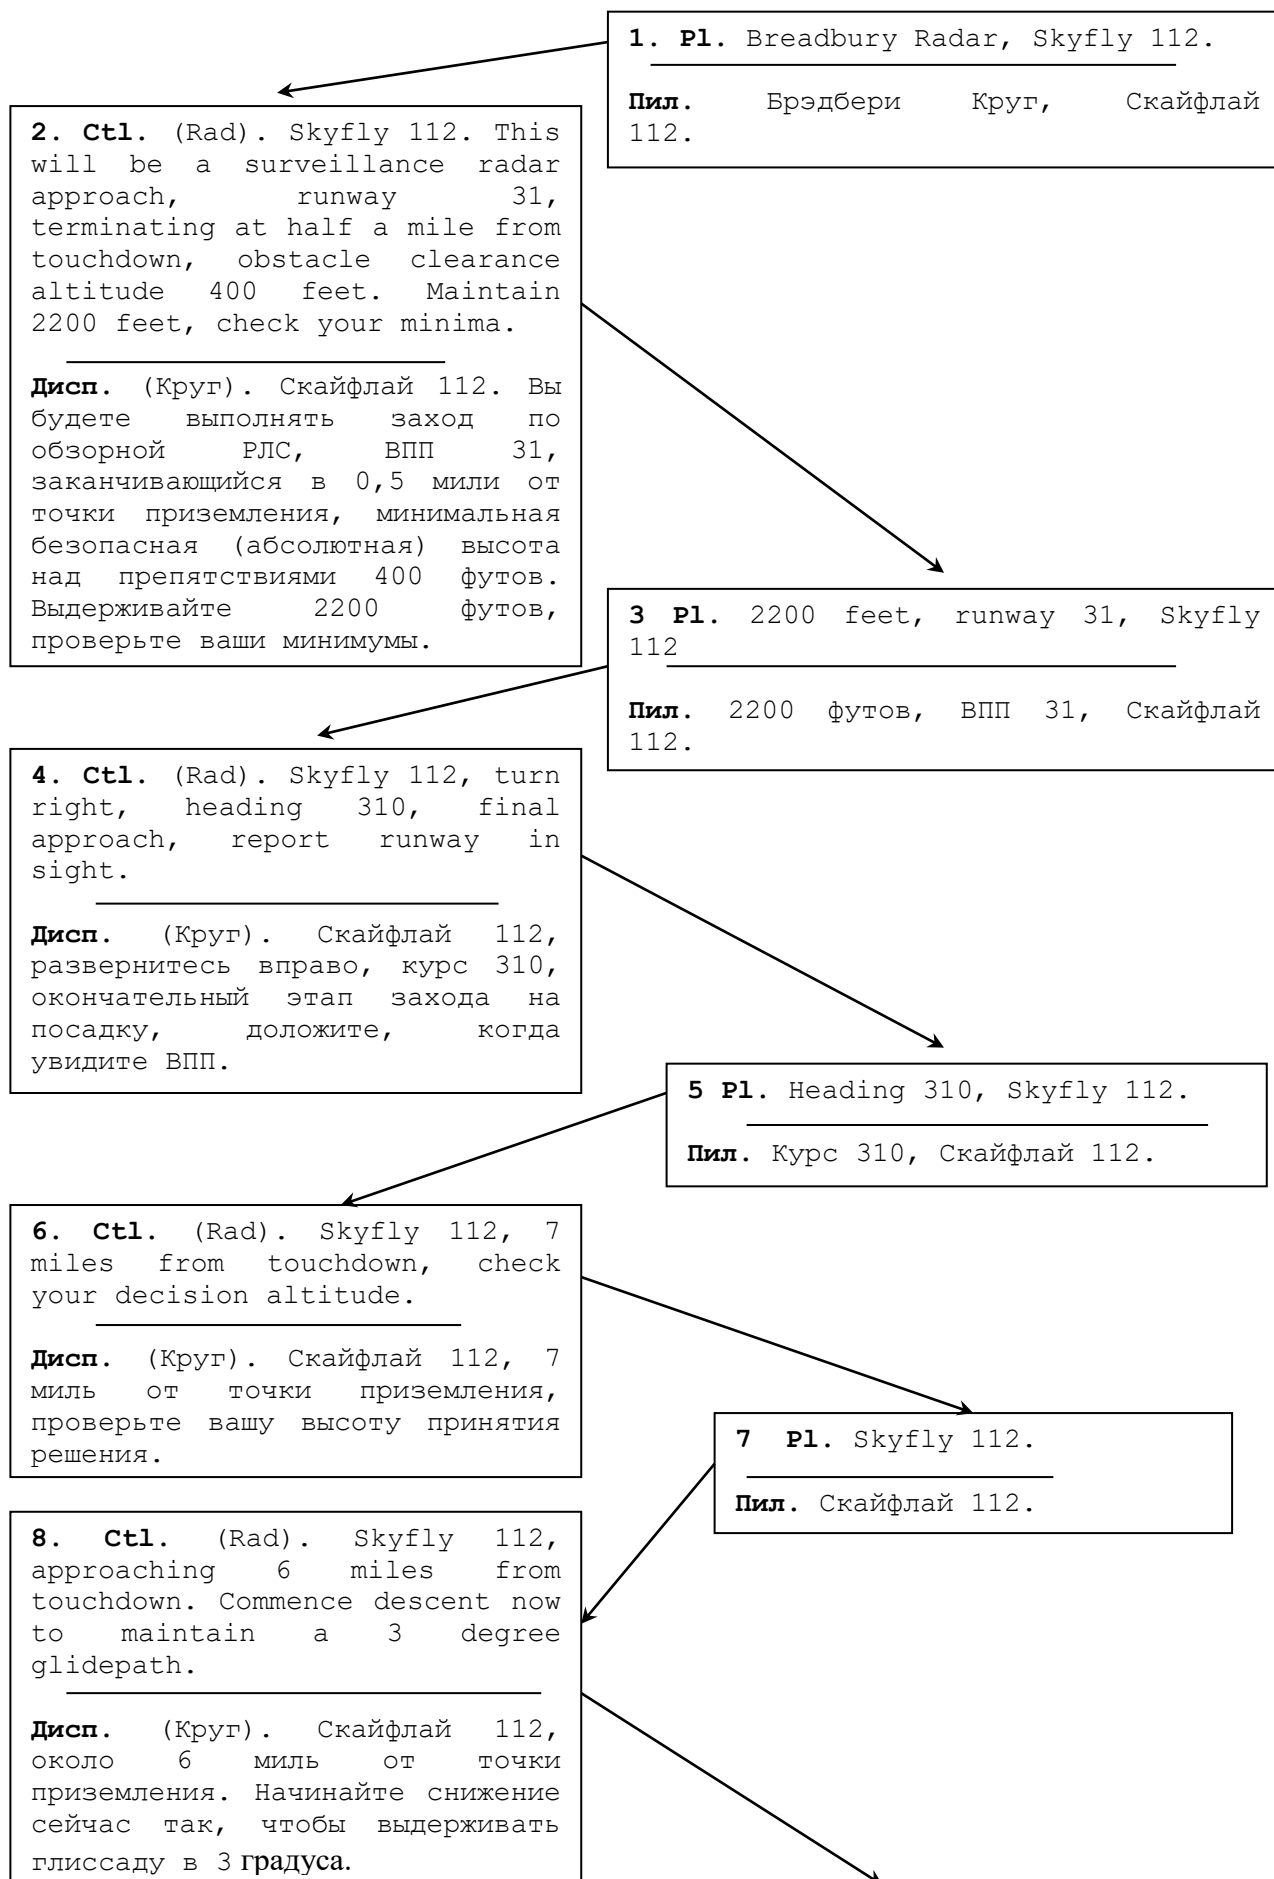 1. Pl. Breadbury Radar, Skyfly 112.
Пил. Брэдбери Круг, Скайфлай
112.
2. Ctl. (Rad). Skyfly 112. This
will be a surveillance radar
approach, runway 31,
terminating at half a mile from
touchdown, obstacle clearance
altitude 400 feet. Maintain
2200 feet, check your minima.
Дисп. (Круг). Скайфлай 112. Вы
будете выполнять заход по
обзорной РЛС, ВПП 31,
заканчивающийся в 0,5 мили от
точки приземления, минимальная
безопасная (абсолютная) высота
над препятствиями 400 футов.
Выдерживайте 2200 футов,
проверьте ваши минимумы.
3 Pl. 2200 feet, runway 31, Skyfly
112
Пил. 2200 футов, ВПП 31, Скайфлай
112.
4. Ctl. (Rad). Skyfly 112, turn
right, heading 310, final
approach, report runway in
sight.
Дисп. (Круг). Скайфлай 112,
развернитесь вправо, курс 310,
окончательный этап захода на
посадку, доложите, когда
увидите ВПП.
5 Pl. Heading 310, Skyfly 112.
Пил. Курс 310, Скайфлай 112.
6. Ctl. (Rad). Skyfly 112, 7
miles from touchdown, check
your decision altitude.
Дисп. (Круг). Скайфлай 112, 7
миль от точки приземления,
проверьте вашу высоту принятия
решения.
7 Pl. Skyfly 112.
Пил. Скайфлай 112.
8. Ctl. (Rad). Skyfly 112,
approaching 6 miles from
touchdown. Commence descent now
to maintain a 3 degree
glidepath.
Дисп. (Круг). Скайфлай 112,
около 6 миль от точки
приземления. Начинайте снижение
сейчас так, чтобы выдерживать
глиссаду в 3 градуса.